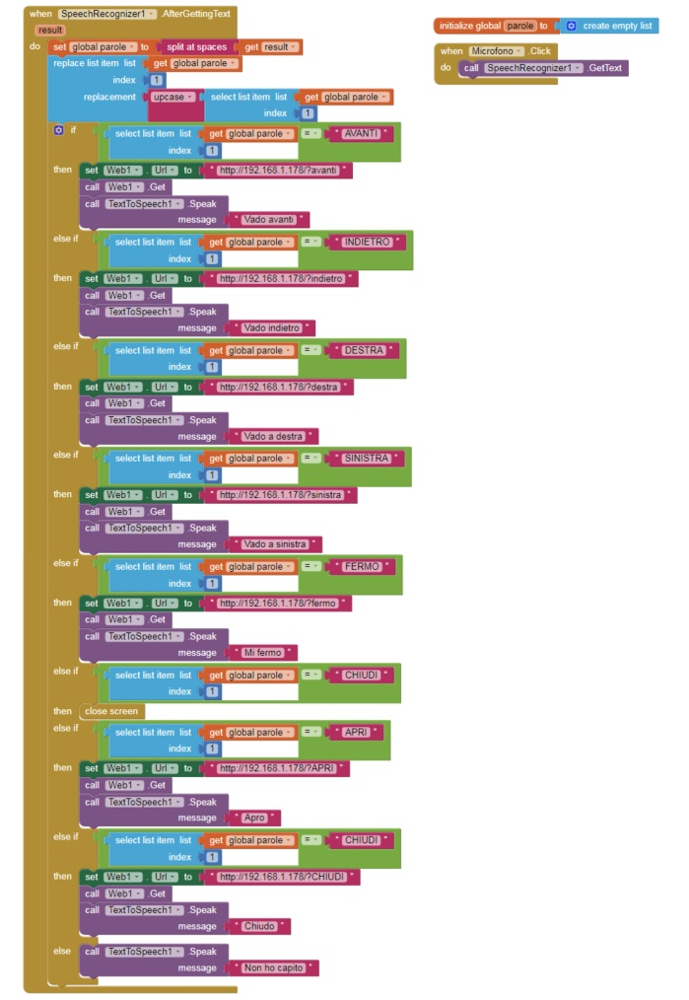 when SpeechRecognizer1 .AfterGettingText
result
do set global parole to split at spaces get result
replace list item list get global parole
index 1
replacement upcase select list item list get global parole
index 1
if select list item list get global parole = " AVANTI "
index 1
then set Web1 . Url to " http://192.168.1.178/?avanti "
call Web1 .Get
call TextToSpeech1 .Speak
message " Vado avanti "
else if select list item list get global parole = " INDIETRO "
index 1
then set Web1 . Url to " http://192.168.1.178/?indietro "
call Web1 .Get
call TextToSpeech1 .Speak
message " Vado indietro "
else if select list item list get global parole = " DESTRA "
index 1
then set Web1 . Url to " http://192.168.1.178/?destra "
call Web1 .Get
call TextToSpeech1 .Speak
message " Vado a destra "
else if select list item list get global parole = " SINISTRA "
index 1
then set Web1 . Url to " http://192.168.1.178/?sinistra "
call Web1 .Get
call TextToSpeech1 .Speak
message " Vado a sinistra "
else if select list item list get global parole = " FERMO "
index 1
then set Web1 . Url to " http://192.168.1.178/?fermo "
call Web1 .Get
call TextToSpeech1 .Speak
message " Mi fermo "
else if select list item list get global parole = " CHIUDI "
index 1
then close screen
else if select list item list get global parole = " APRI "
index 1
then set Web1 . Url to " http://192.168.1.178/?APRI "
call Web1 .Get
call TextToSpeech1 .Speak
message " Apro "
else if select list item list get global parole = " CHIUDI "
index 1
then set Web1 . Url to " http://192.168.1.178/?CHIUDI "
call Web1 .Get
call TextToSpeech1 .Speak
message " Chiudo "
else call TextToSpeech1 .Speak
message " Non ho capito "
initialize global parole to create empty list
when Microfono .Click
do call SpeechRecognizer1 .GetText